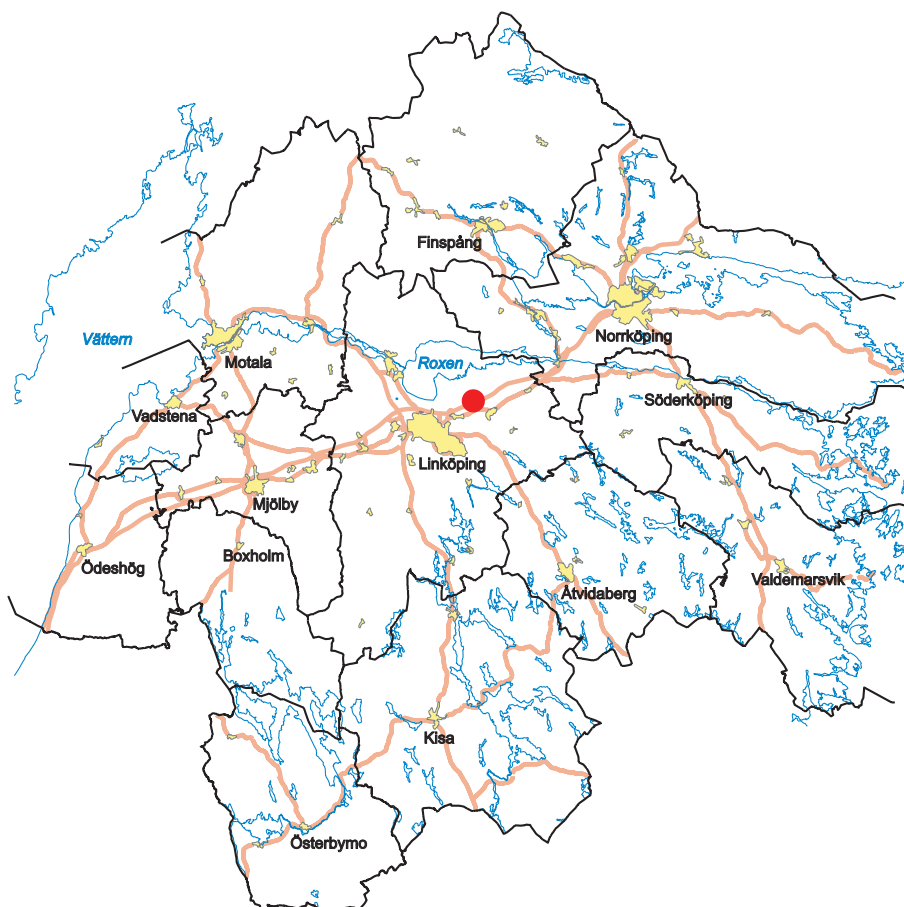 Finspång
Norrköping
Vättern
Motala
Roxen
Söderköping
Vadstena
Linköping
Mjölby
Boxholm
Ödeshög
Valdemarsvik
Åtvidaberg
Kisa
Österbymo